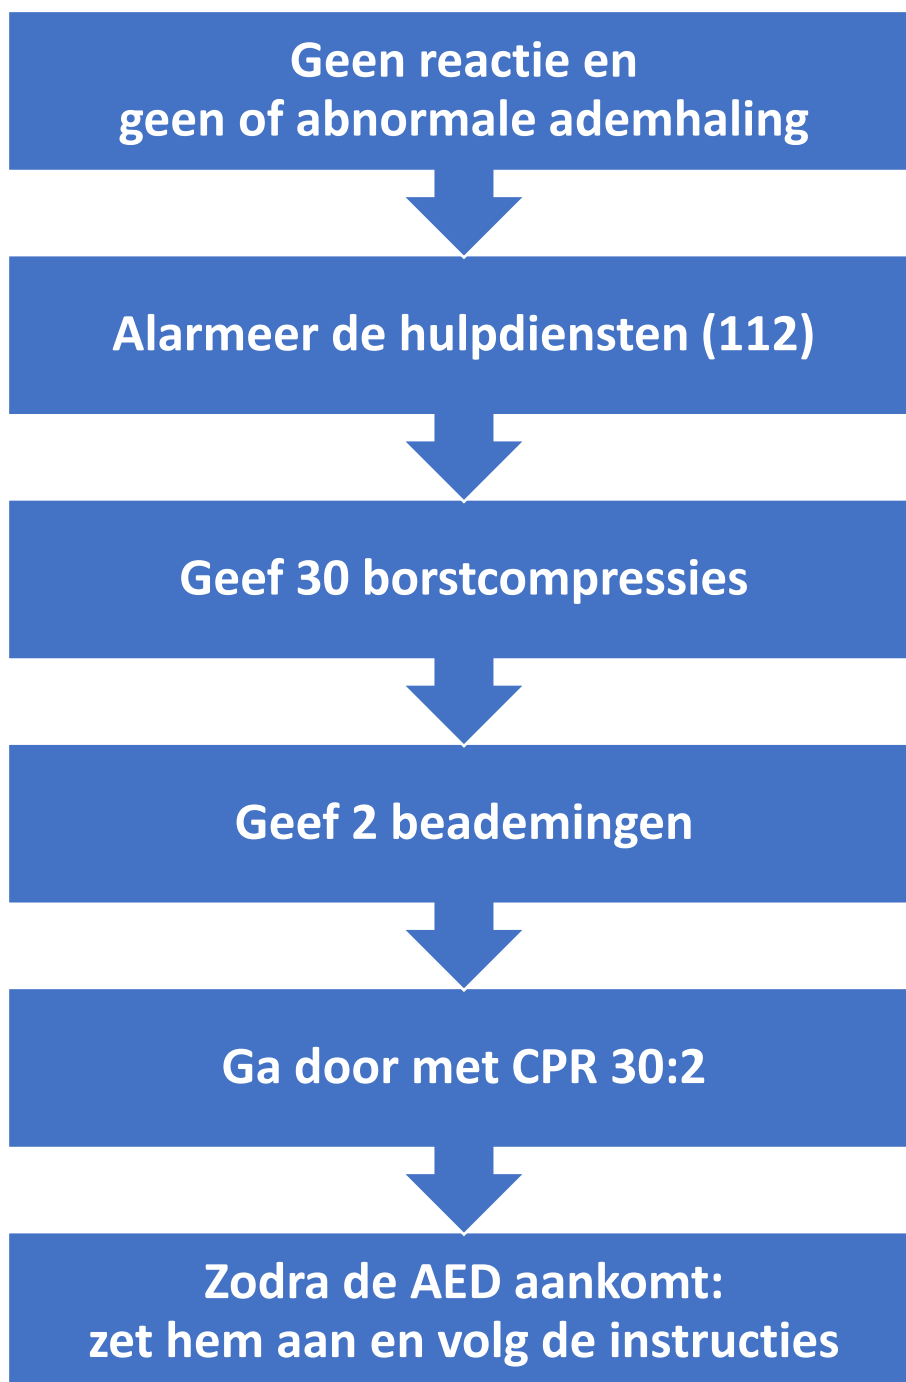 Geen reactie en
geen of abnormale ademhaling
Alarmeer de hulpdiensten (112)
Geef 30 borstcompressies
Geef 2 beademingen
Ga door met CPR 30:2
Zodra de AED aankomt:
zet hem aan en volg de instructies